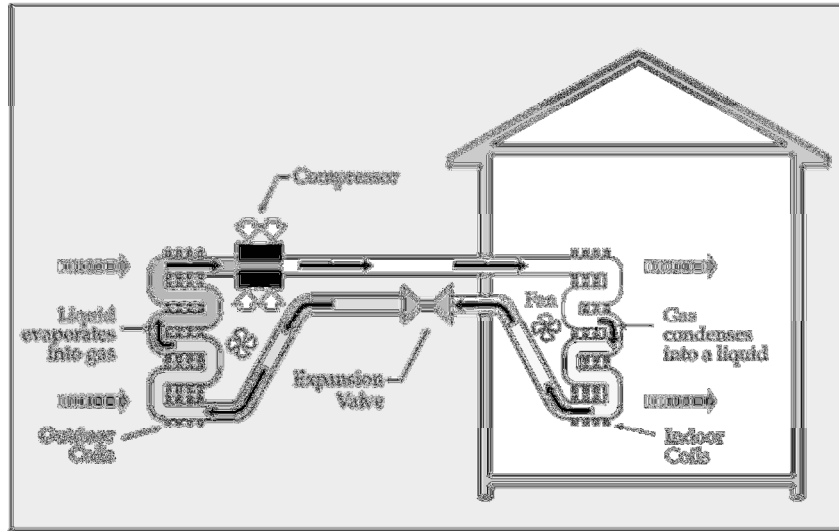 Compressor
Liquid
evaporates
into gas
Fan
Gas
condenses
into a liquid
Expansion
Valve
Outdoor
Coils
Indoor
Coils